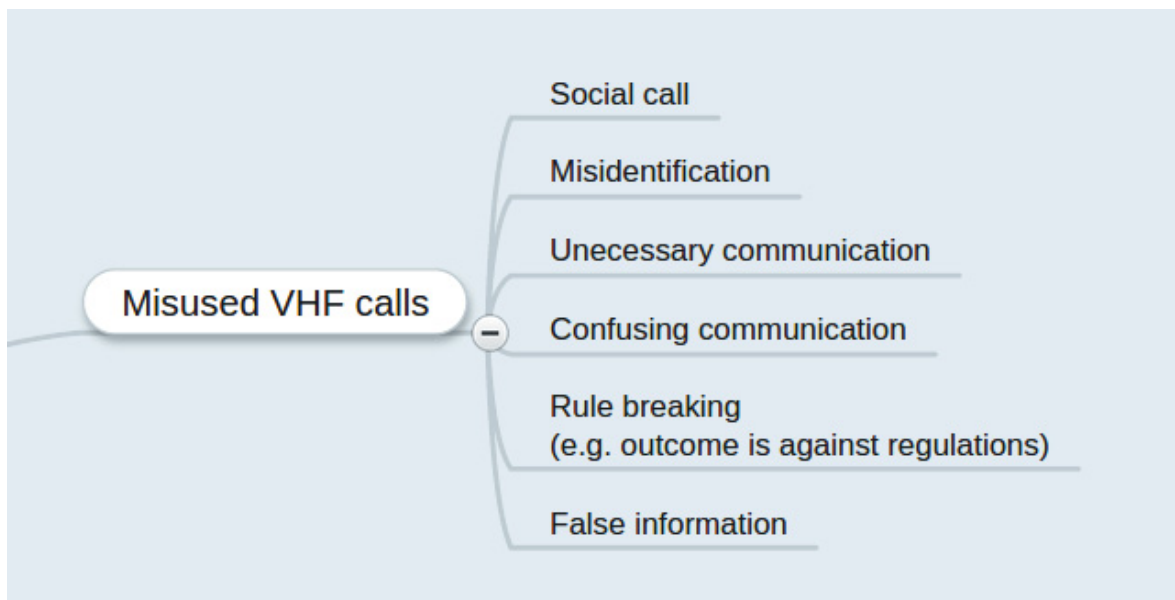 Misused VHF calls
Social call
Misidentification
Unecessary communication
Confusing communication
Rule breaking
(e.g. outcome is against regulations)
False information